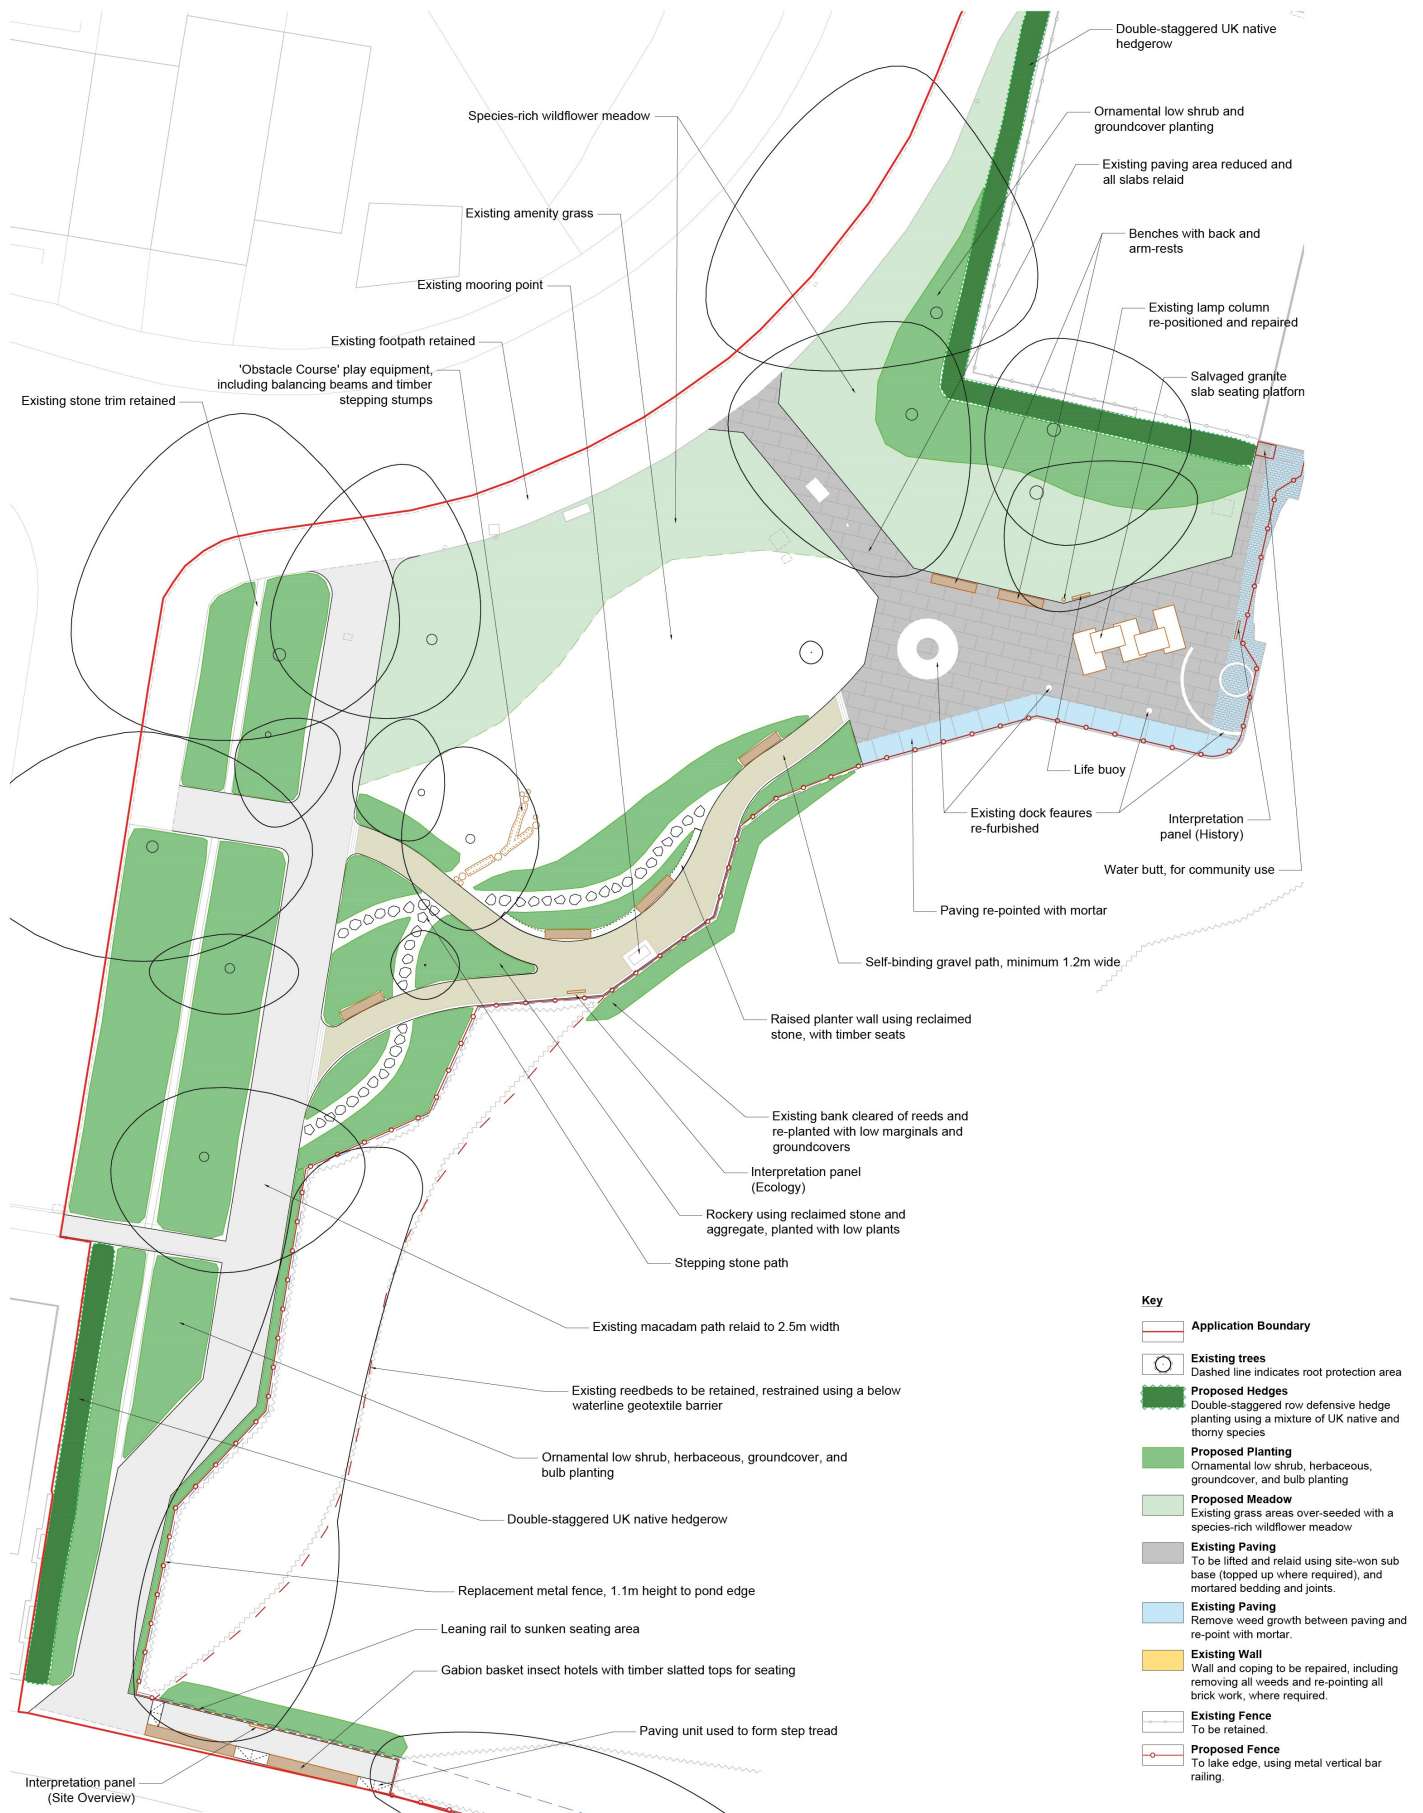 Double-staggered UK native
hedgerow
Species-rich wildflower meadow
Ornamental low shrub and
groundcover planting
Existing paving area reduced and
all slabs relaid
Existing amenity grass
Benches with back and
arm-rests
Existing mooring point
Existing lamp column
re-positioned and repaired
Existing footpath retained
'Obstacle Course' play equipment,
including balancing beams and timber
stepping stumps
Salvaged granite
slab seating platforn
Existing stone trim retained
Life buoy
Existing dock feaures
re-furbished
Interpretation
panel (History)
Water butt, for community use
Paving re-pointed with mortar
Self-binding gravel path, minimum 1.2m wide
Raised planter wall using reclaimed
stone, with timber seats
Existing bank cleared of reeds and
re-planted with low marginals and
groundcovers
Interpretation panel
(Ecology)
Rockery using reclaimed stone and
aggregate, planted with low plants
Stepping stone path
Existing macadam path relaid to 2.5m width
Existing reedbeds to be retained, restrained using a below
waterline geotextile barrier
Ornamental low shrub, herbaceous, groundcover, and
bulb planting
Double-staggered UK native hedgerow
Replacement metal fence, 1.1m height to pond edge
Leaning rail to sunken seating area
Gabion basket insect hotels with timber slatted tops for seating
Paving unit used to form step tread
Interpretation panel
(Site Overview)
Key
Application Boundary
Existing trees
Dashed line indicates root protection area
Proposed Hedges
Double-staggered row defensive hedge
planting using a mixture of UK native and
thorny species
Proposed Planting
Ornamental low shrub, herbaceous,
groundcover, and bulb planting
Proposed Meadow
Existing grass areas over-seeded with a
species-rich wildflower meadow
Existing Paving
To be lifted and relaid using site-won sub
base (topped up where required), and
mortared bedding and joints.
Existing Paving
Remove weed growth between paving and
re-point with mortar.
Existing Wall
Wall and coping to be repaired, including
removing all weeds and re-pointing all
brick work, where required.
Existing Fence
To be retained.
Proposed Fence
To lake edge, using metal vertical bar
railing.